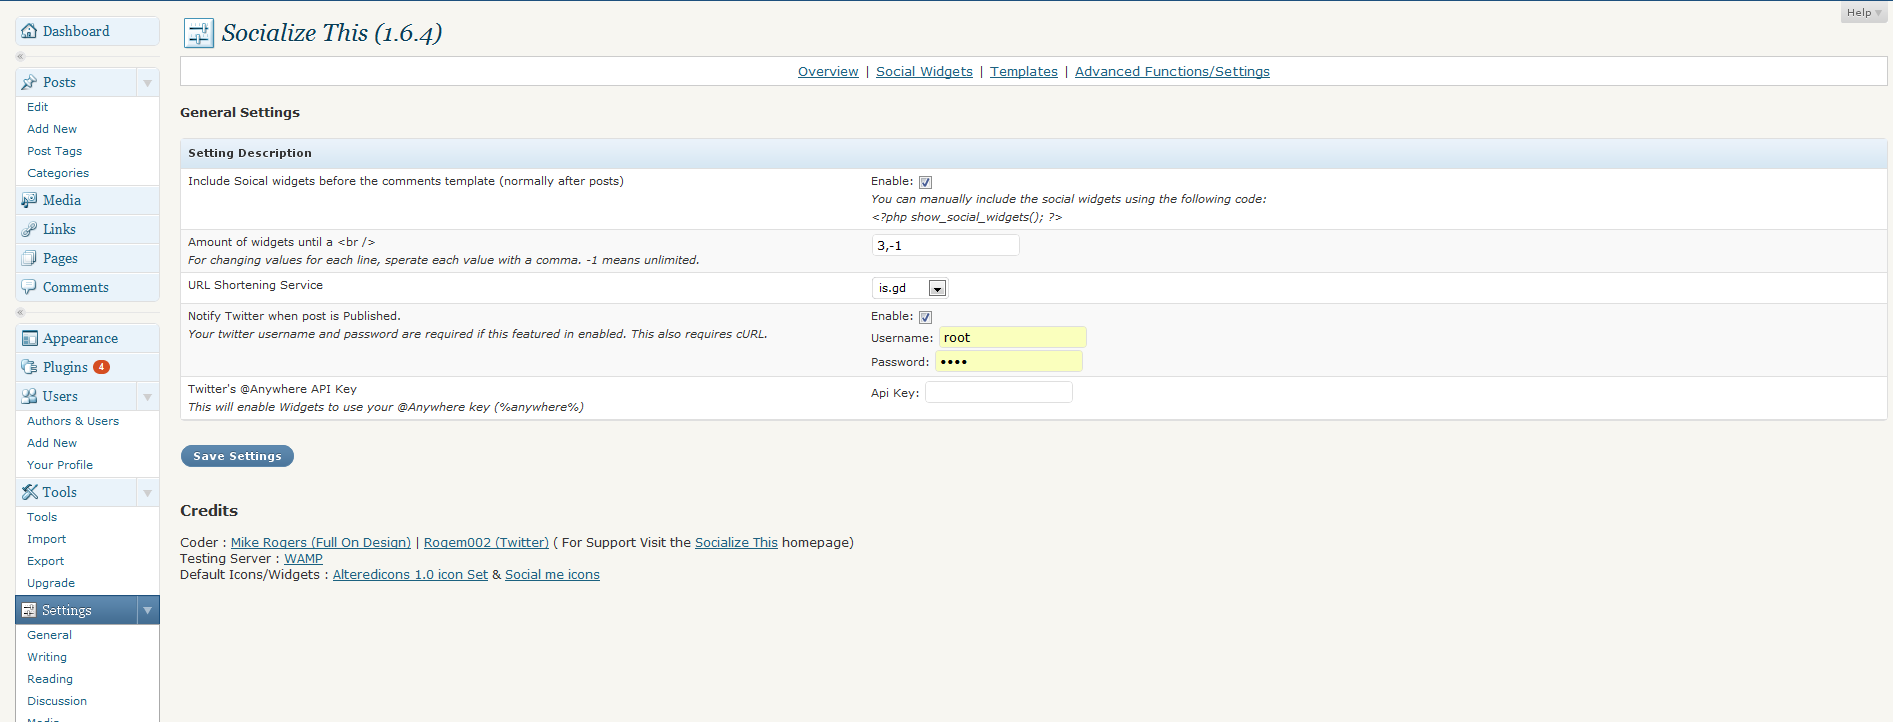 Help
Dashboard
Posts
Edit
Add New
Post Tags
Categories
Media
Links
Pages
Comments
Appearance
Plugins 4
Users
Authors & Users
Add New
Your Profile
Tools
Tools
Import
Export
Upgrade
Settings
General
Writing
Reading
Discussion
Media
Socialize This (1.6.4)
Overview | Social Widgets | Templates | Advanced Functions/Settings
General Settings
Setting Description
Include Soical widgets before the comments template (normally after posts)
Enable:
You can manually include the social widgets using the following code:
<?php show_social_widgets(); ?>
Amount of widgets until a <br />
For changing values for each line, sperate each value with a comma. -1 means unlimited.
3,-1
URL Shortening Service
is.gd
Notify Twitter when post is Published.
Your twitter username and password are required if this featured in enabled. This also requires cURL.
Enable:
Username: root
Password: ••••
Twitter's @Anywhere API Key
This will enable Widgets to use your @Anywhere key (%anywhere%)
Api Key:
Save Settings
Credits
Coder : Mike Rogers (Full On Design) | Rogem002 (Twitter) ( For Support Visit the Socialize This homepage)
Testing Server : WAMP
Default Icons/Widgets : Alteredicons 1.0 icon Set & Social me icons